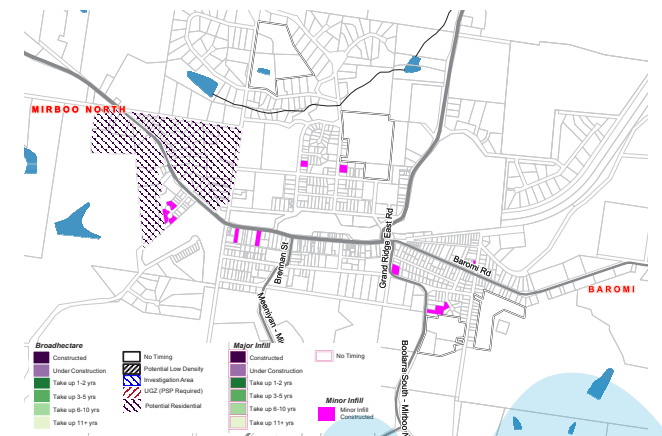 MIRBOO NORTH
Grand Ridge East Rd
Brennan St
Baromi Rd
BAROMI
Meeniyan - Mi
Boolarra South - Mirboo N
Broadhectare
Constructed
Under Construction
Take up 1-2 yrs
Take up 3-5 yrs
Take up 6-10 yrs
Take up 11+ yrs
No Timing
Potential Low Density
Investigation Area
UGZ (PSP Required)
Potential Residential
Major Infill
Constructed
Under Construction
Take up 1-2 yrs
Take up 3-5 yrs
Take up 6-10 yrs
Take up 11+ yrs
No Timing
Minor Infill
Minor Infill
Constructed